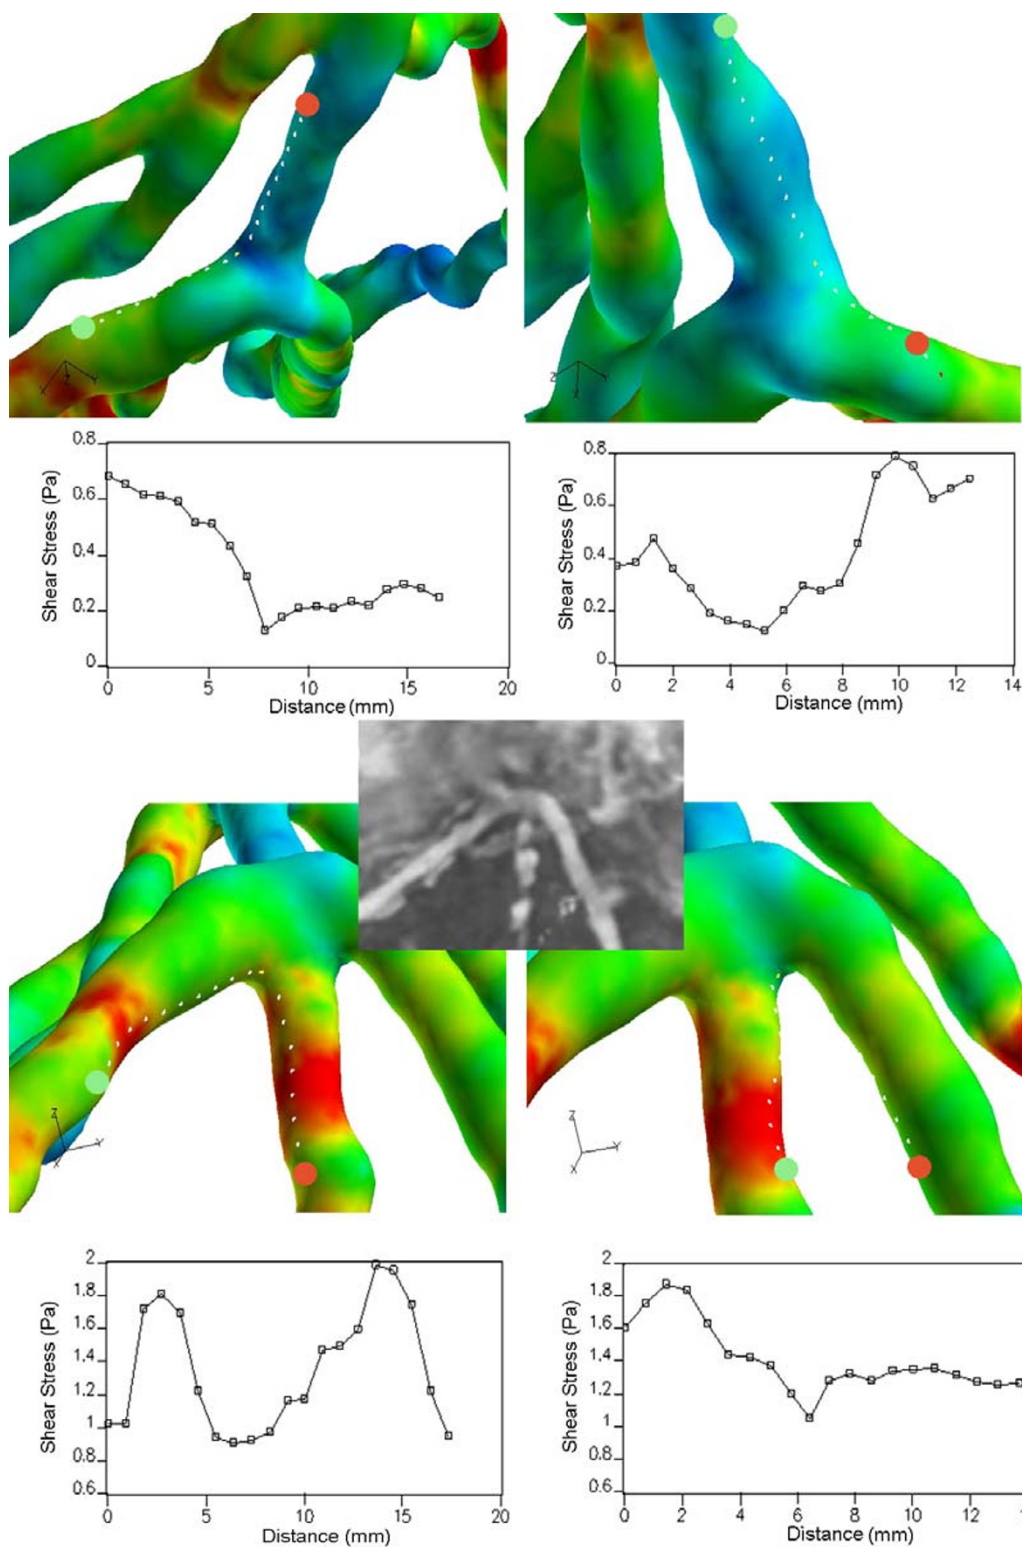 X Z Y
Z Y
X
0.8
0.6
0.4
0.2
0
Shear Stress (Pa)
0 5 10 15 20
Distance (mm)
0.8
0.6
0.4
0.2
0
Shear Stress (Pa)
0 2 4 6 8 10 12 14
Distance (mm)
Z
Y
X
Z
Y
X
2
1.8
1.6
1.4
1.2
1
0.8
0.6
Shear Stress (Pa)
0 5 10 15 20
Distance (mm)
2
1.8
1.6
1.4
1.2
1
0.8
0.6
Shear Stress (Pa)
0 2 4 6 8 10 12
Distance (mm)